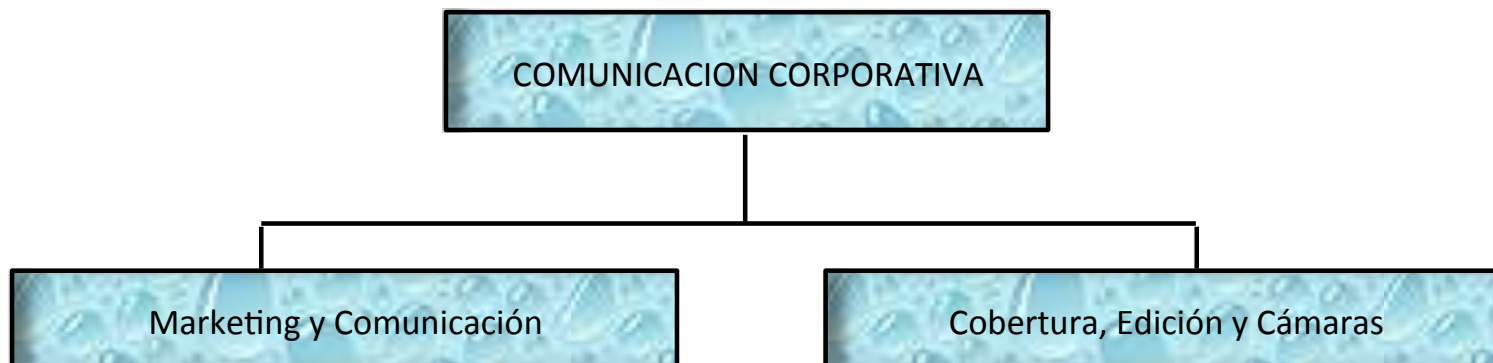 COMUNICACION CORPORATIVA
Marketing y Comunicación
Cobertura, Edición y Cámaras